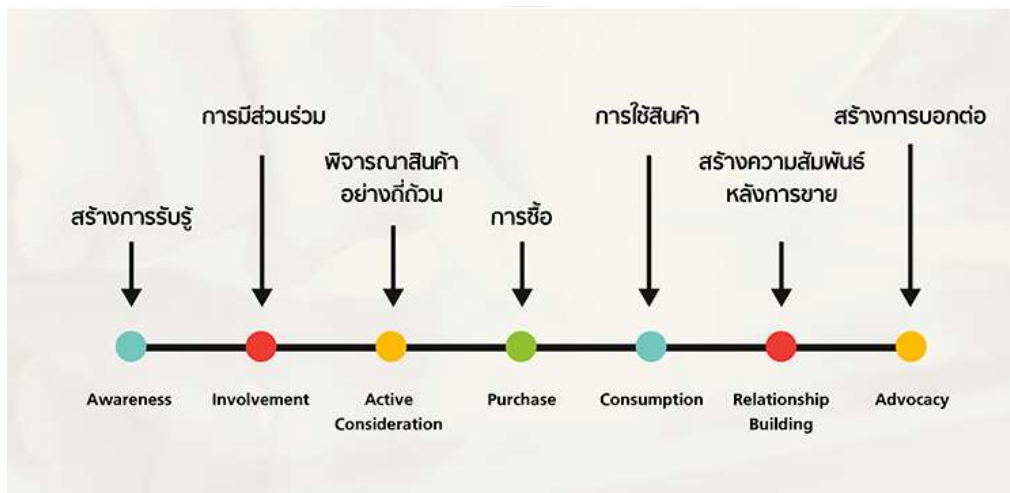 การมีส่วนร่วม
การใช้สินค้า
สร้างการบอกต่อ
พิจารณาสินค้า
อย่างถี่ถ้วน
สร้างความสัมพันธ์
หลังการขาย
สร้างการรับรู้
การซื้อ
Awareness
Involvement
Active
Consideration
Purchase
Consumption
Relationship
Building
Advocacy